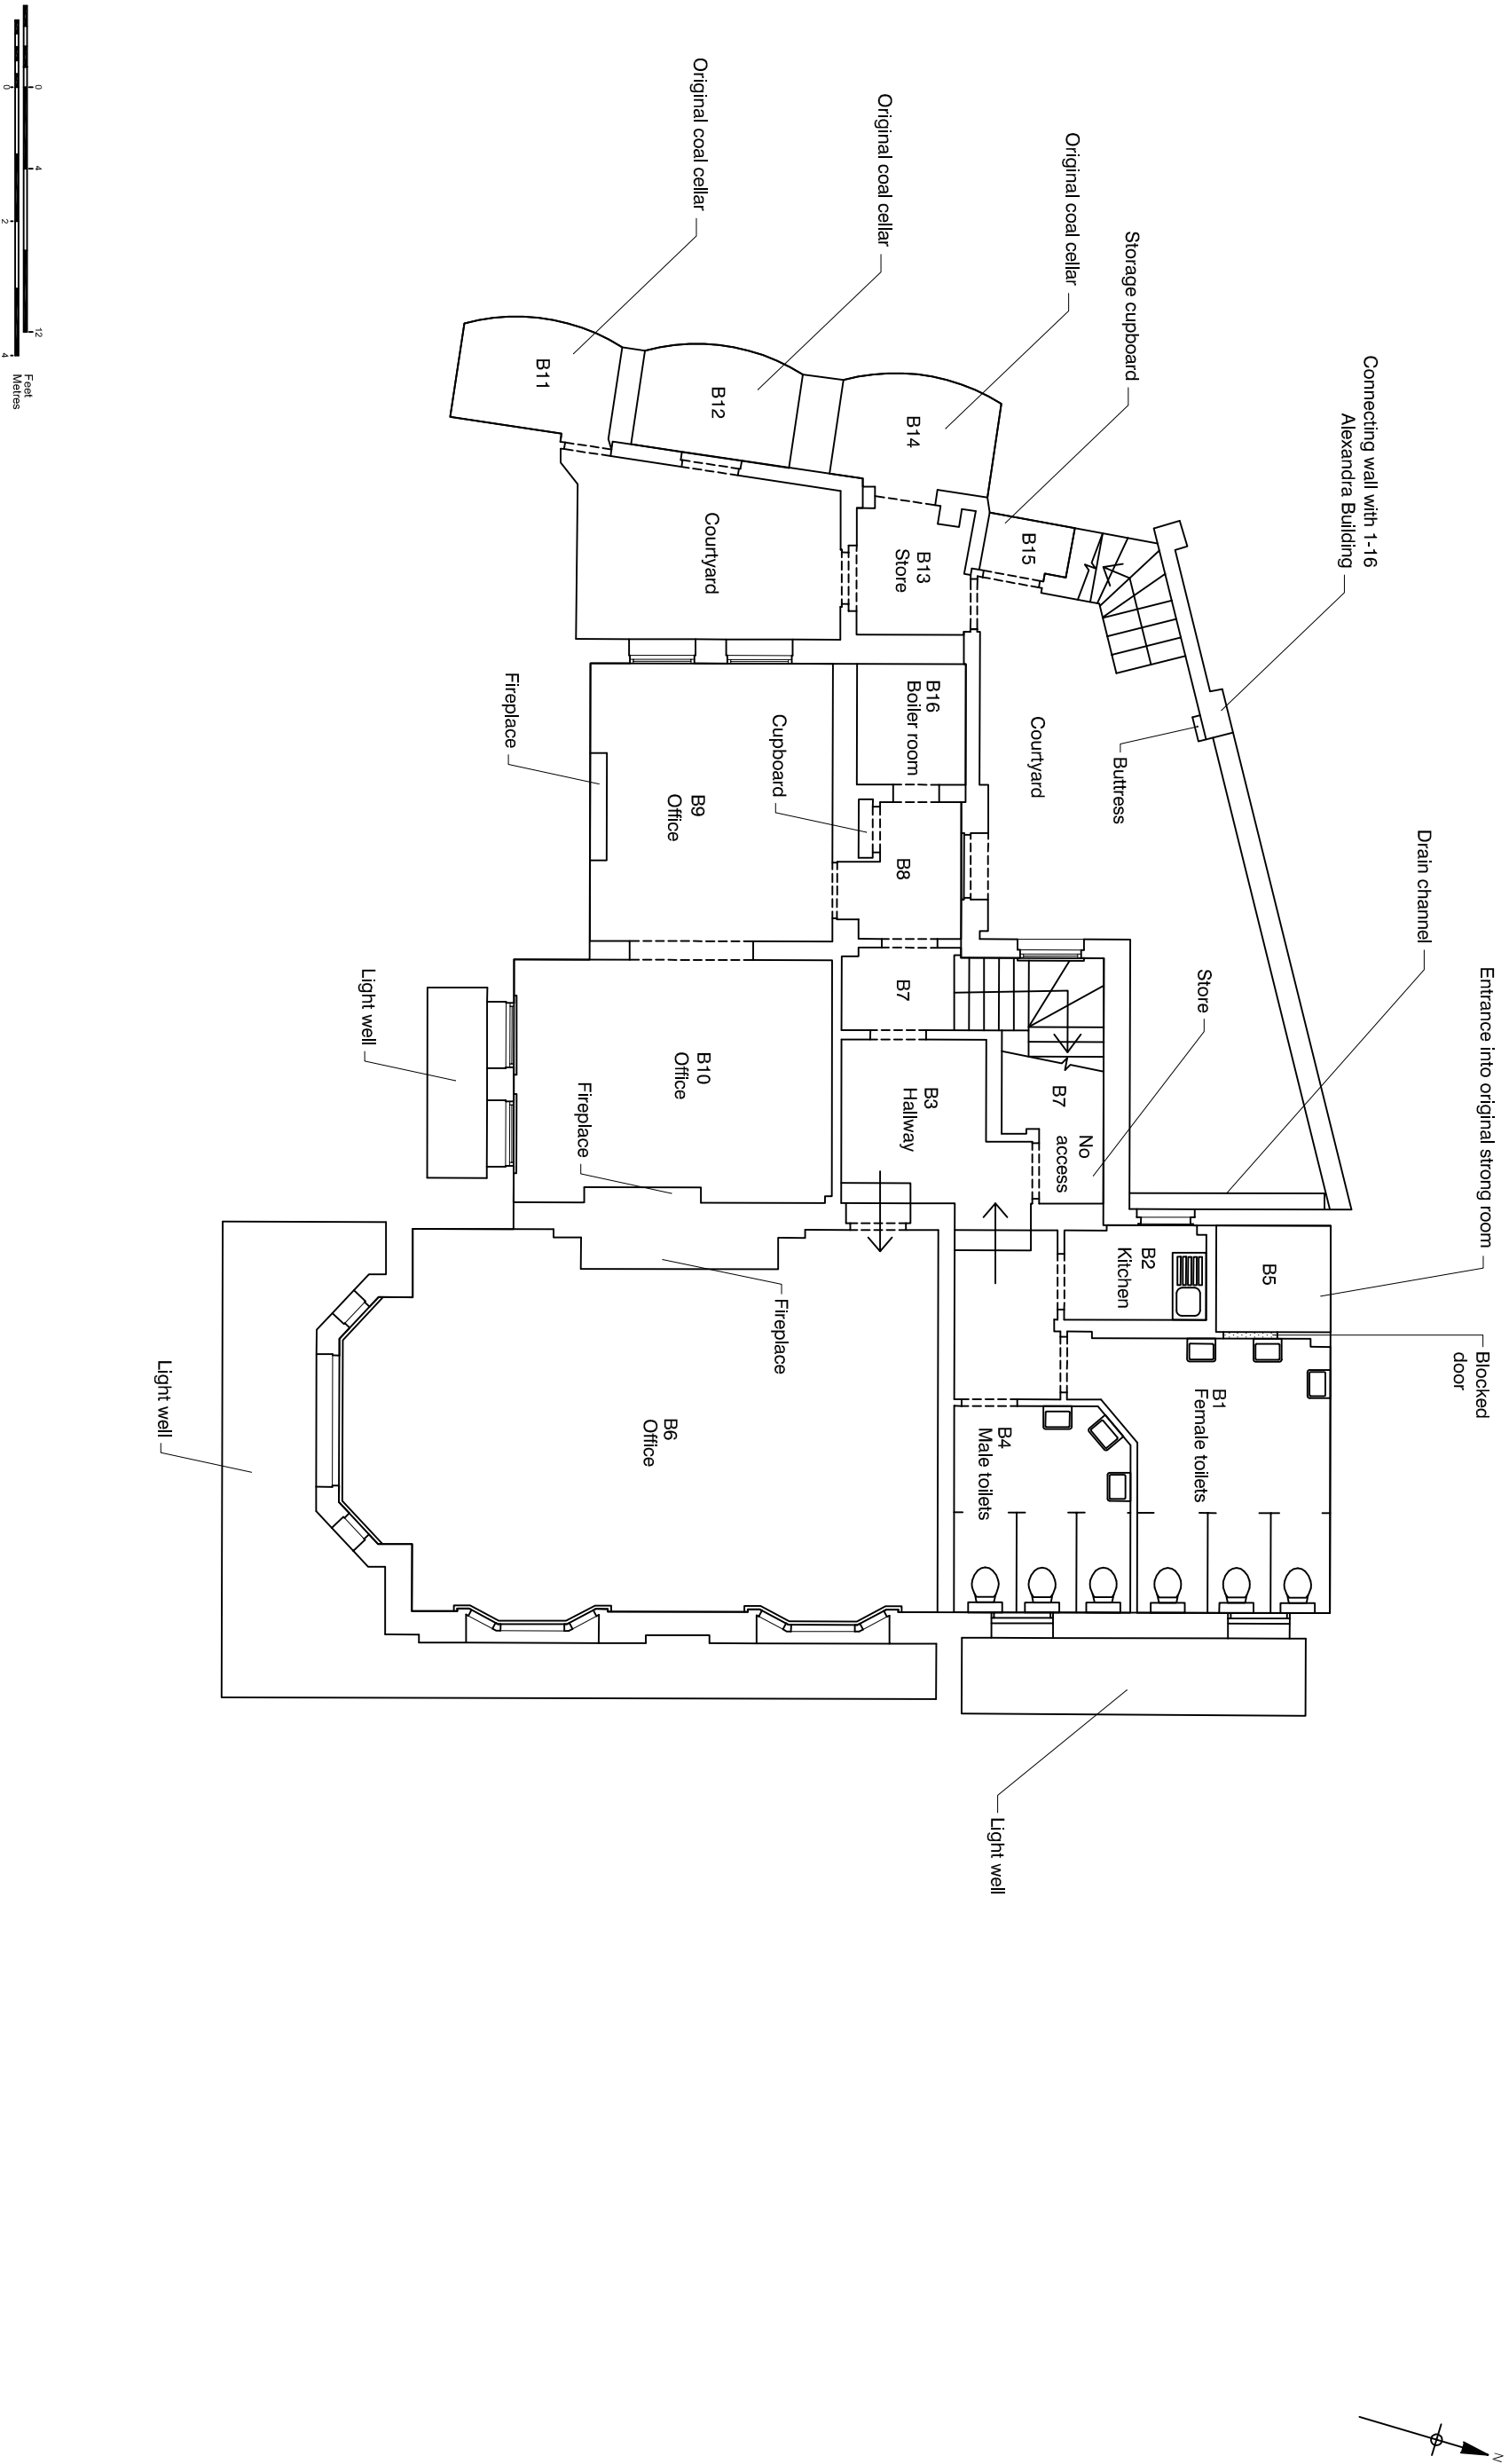 Entrance into original strong room
Blocked
door
Drain channel
Connecting wall with 1-16
Alexandra Building
B5
B1
Female toilets
Store
B2
Kitchen
Storage cupboard
Buttress
Original coal cellar
B15
Courtyard
B7
No
access
B4
Male toilets
Light well
B14
B13
Store
B16
Boiler room
B8
B7
B3
Hallway
Original coal cellar
Cupboard
Fireplace
B12
Courtyard
B9
Office
B10
Office
B6
Office
Original coal cellar
Fireplace
B11
Fireplace
Light well
Light well
0
4
12
Feet
0
2
4
Metres
N